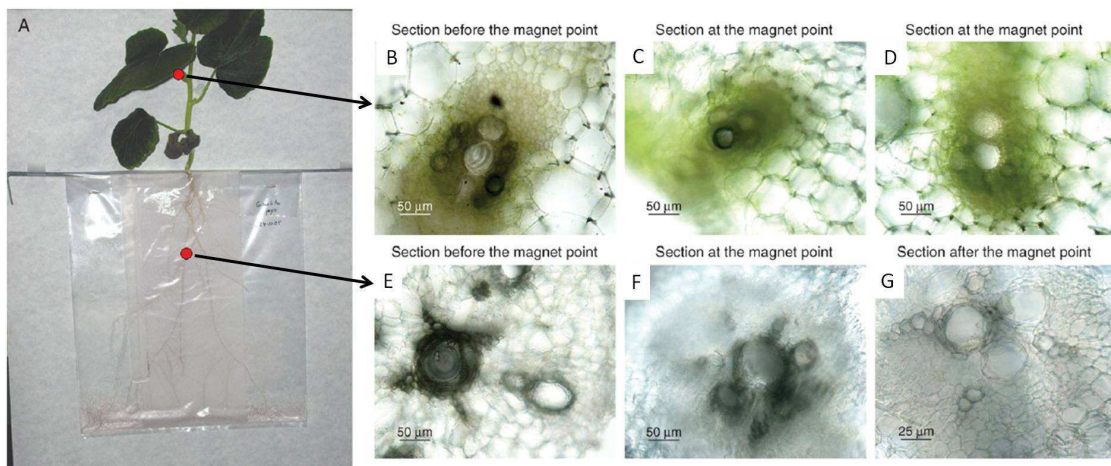 A
Section before the magnet point
B
50 μm
Section at the magnet point
C
50 μm
Section at the magnet point
D
50 μm
Section before the magnet point
E
50 μm
Section at the magnet point
F
50 μm
Section after the magnet point
G
25 μm